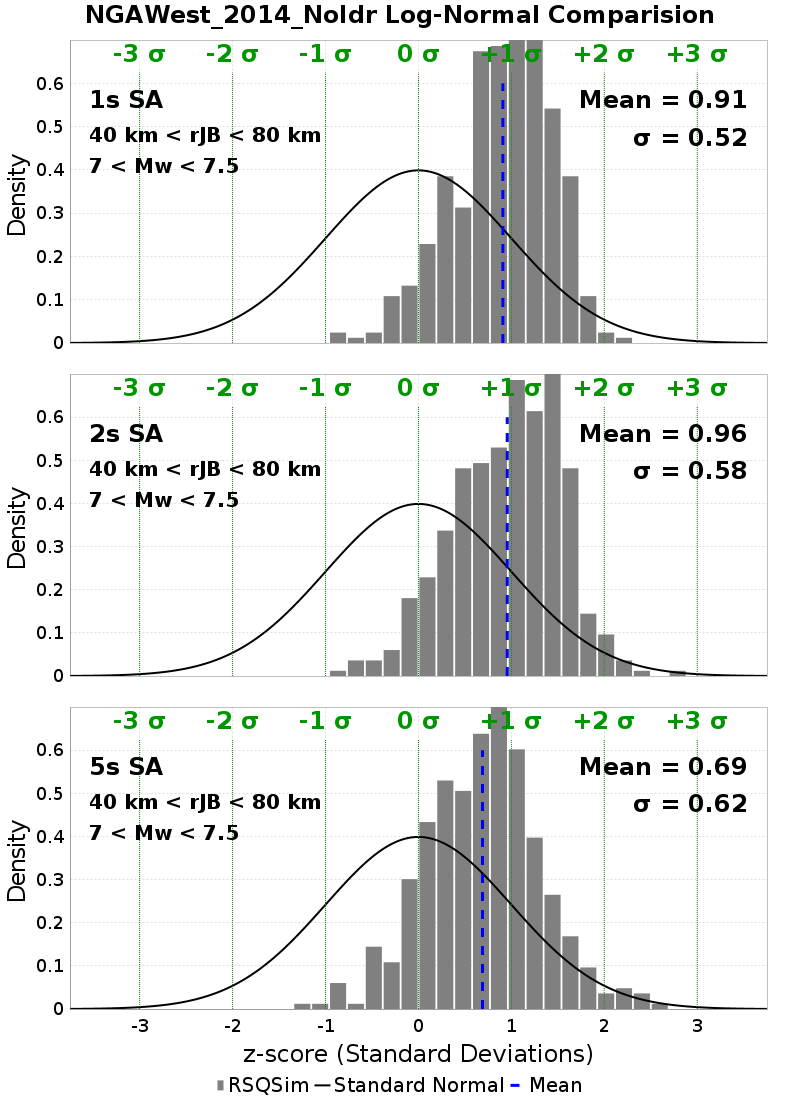 NGAWest_2014_NoIdr Log-Normal Comparision
-3 σ -2 σ -1 σ 0 σ +1 σ +2 σ +3 σ
1s SA Mean = 0.91
40 km < rJB < 80 km σ = 0.52
7 < Mw < 7.5
0.6
0.5
0.4
0.3
0.2
0.1
0
Density
-3 σ -2 σ -1 σ 0 σ +1 σ +2 σ +3 σ
2s SA Mean = 0.96
40 km < rJB < 80 km σ = 0.58
7 < Mw < 7.5
0.6
0.5
0.4
0.3
0.2
0.1
0
Density
-3 σ -2 σ -1 σ 0 σ +1 σ +2 σ +3 σ
5s SA Mean = 0.69
40 km < rJB < 80 km σ = 0.62
7 < Mw < 7.5
0.6
0.5
0.4
0.3
0.2
0.1
0
Density
-3 -2 -1 0 1 2 3
z-score (Standard Deviations)
RSQSim Standard Normal Mean